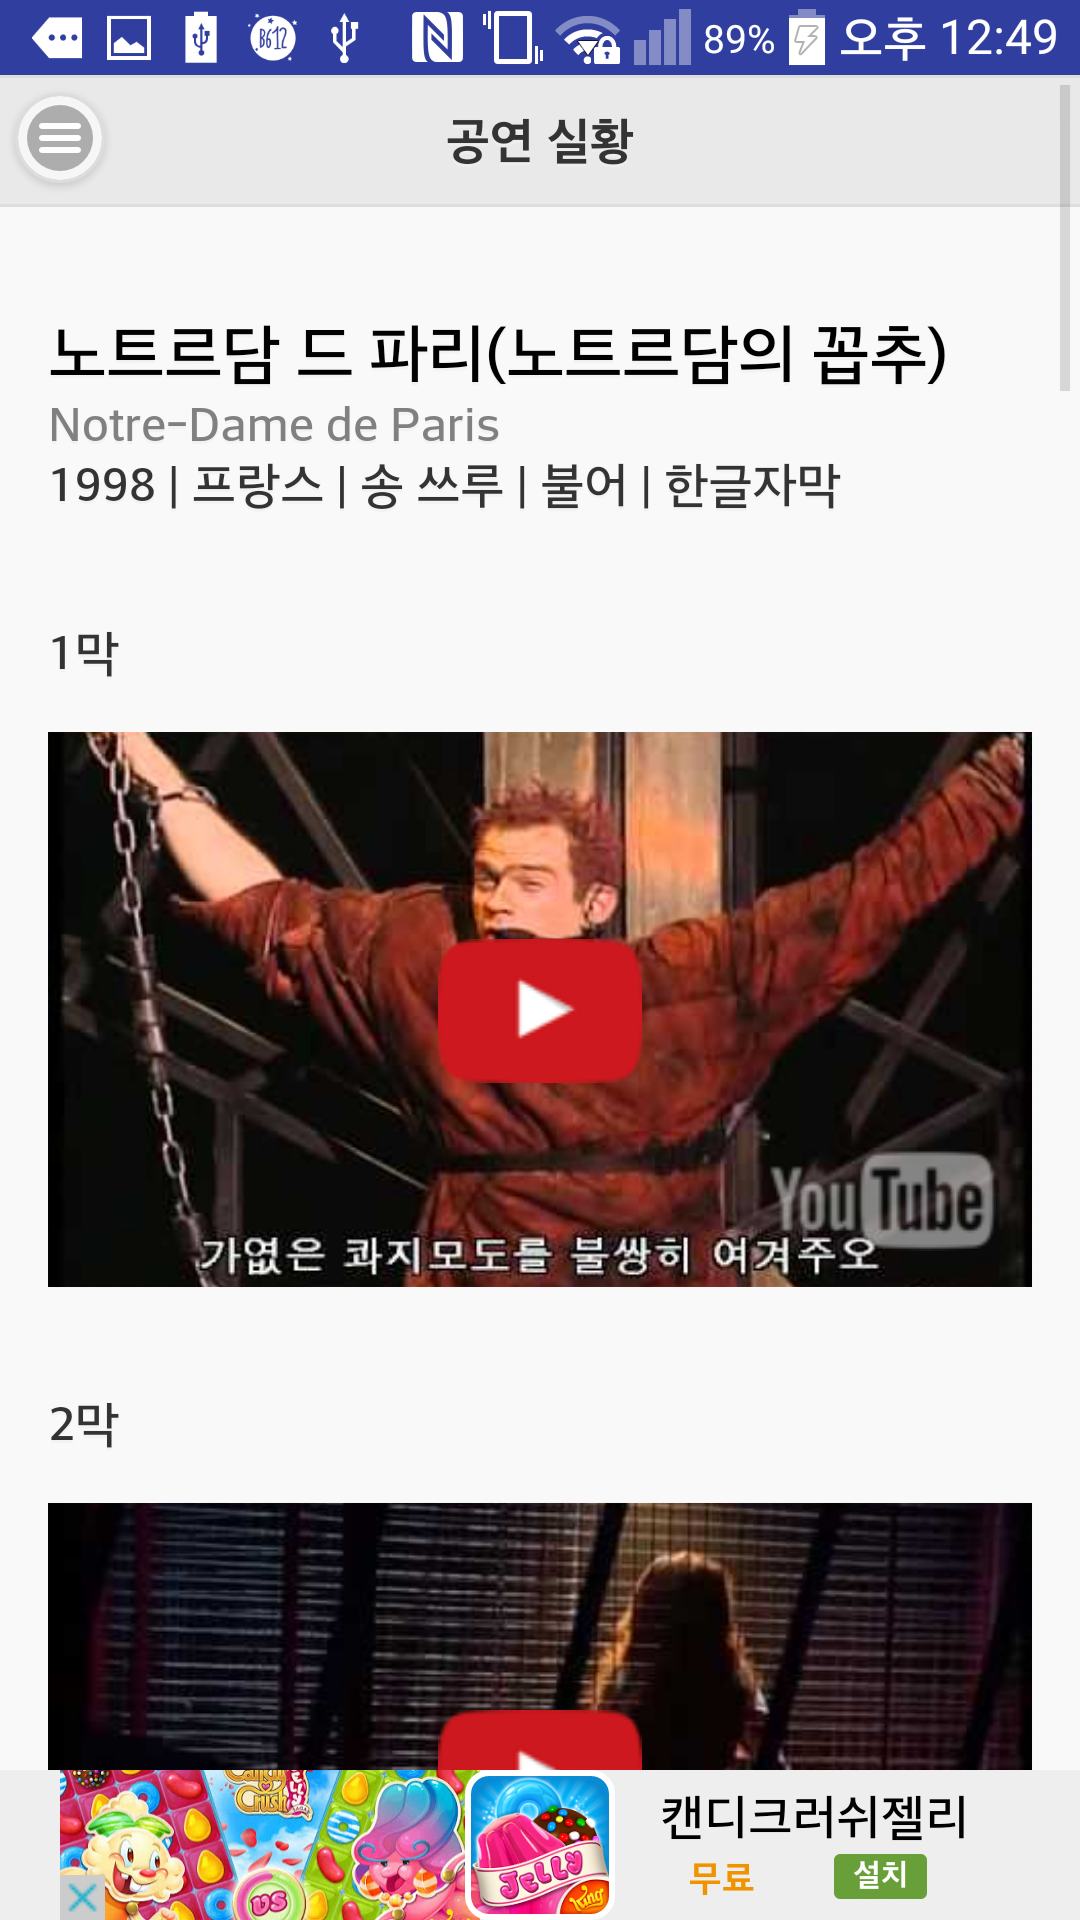 B612
89%
오후 12:49
공연 실황
노트르담 드 파리(노트르담의 꼽추)
Notre-Dame de Paris
1998 | 프랑스 | 송 쓰루 | 불어 | 한글자막
1막
YouTube
가엾은 콰지모도를 불쌍히 여겨주오
2막
Candy
Crush
JELLY
VS
JELLY
King
캔디크러쉬젤리
무료
설치